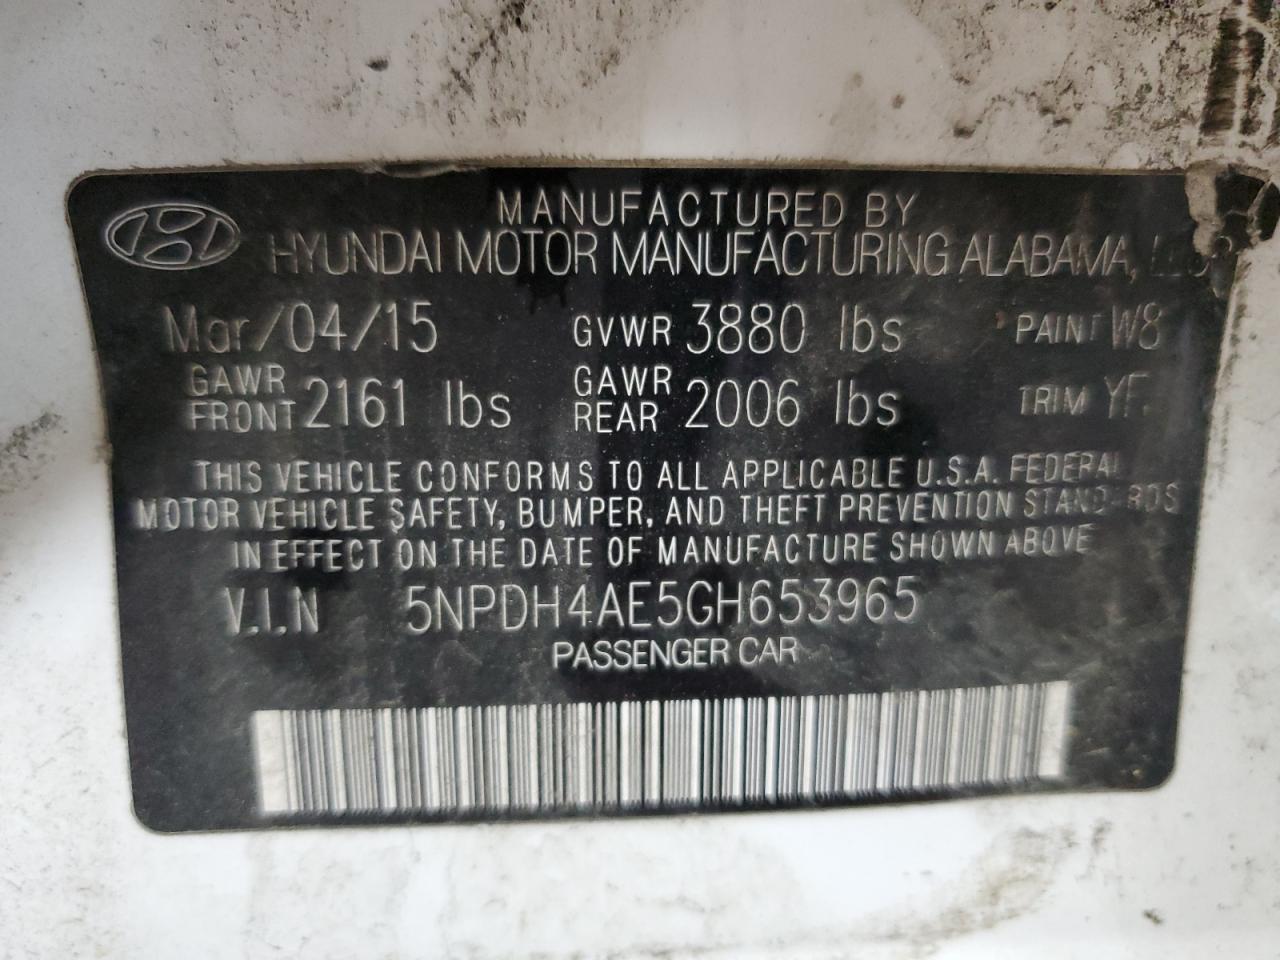 MANUFACTURED BY
HYUNDAI MOTOR MANUFACTURING ALABAMA,
Mar/04/15 GVWR 3880 lbs PAINT W8
GAWR FRONT 2161 lbs GAWR REAR 2006 lbs TRIM YF
THIS VEHICLE CONFORMS TO ALL APPLICABLE U.S.A. FEDERAL
MOTOR VEHICLE SAFETY, BUMPER, AND THEFT PREVENTION STANDARDS
IN EFFECT ON THE DATE OF MANUFACTURE SHOWN ABOVE
V.I.N 5NPDH4AE5GH653965
PASSENGER CAR